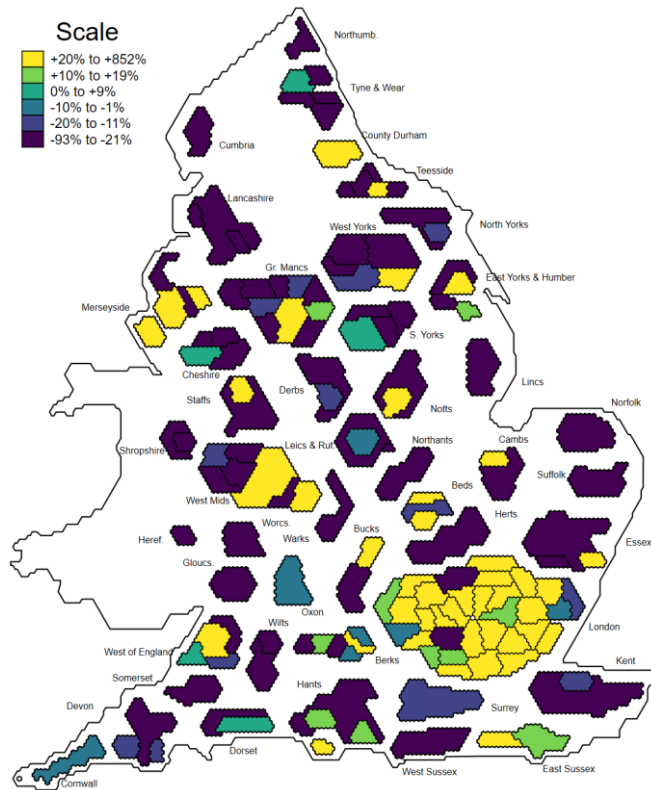 Scale
+20% to +852%
+10% to +19%
0% to +9%
-10% to -1%
-20% to -11%
-93% to -21%
Northumb.
Tyne & Wear
County Durham
Cumbria
Teesside
Lancashire
North Yorks
West Yorks
Gr. Mancs
East Yorks & Humber
Merseyside
S. Yorks
Cheshire
Lincs
Staffs
Derbs
Notts
Norfolk
Shropshire
Leics & Rut.
Northants
Cambs
Suffolk
West Mids
Beds
Worcs.
Herts
Heref.
Warks
Bucks
Essex
Gloucs.
Oxon
London
Wilts
West of England
Berks
Kent
Somerset
Hants
Surrey
Devon
Dorset
West Sussex
East Sussex
Cornwall